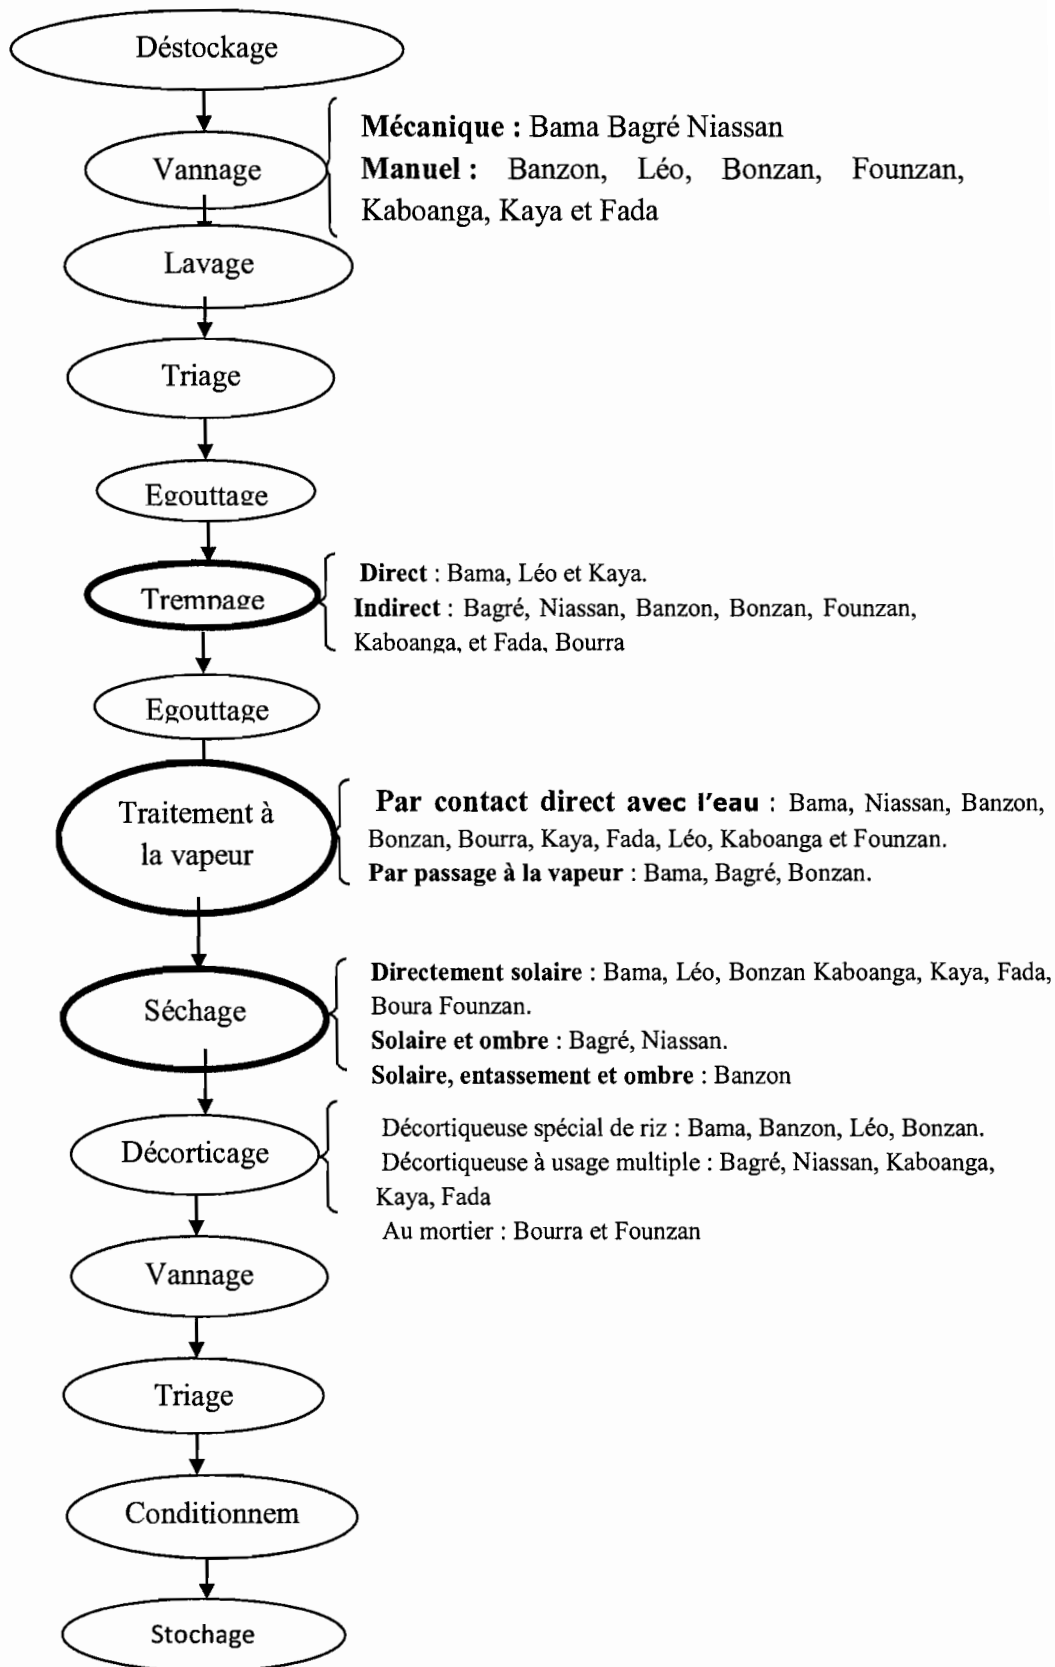 Déstockage
Mécanique : Bama Bagré Niassan
Vannage
Manuel : Banzon, Léo, Bonzan, Founzan,
Kaboanga, Kaya et Fada
Lavage
Triage
Egouttage
Direct : Bama, Léo et Kaya.
Trempage
Indirect : Bagré, Niassan, Banzon, Bonzan, Founzan,
Kaboanga, et Fada, Bourra
Egouttage
Traitement à
la vapeur
Par contact direct avec l'eau : Bama, Niassan, Banzon,
Bonzan, Bourra, Kaya, Fada, Léo, Kaboanga et Founzan.
Par passage à la vapeur : Bama, Bagré, Bonzan.
Séchage
Directement solaire : Bama, Léo, Bonzan Kaboanga, Kaya, Fada,
Boura Founzan.
Solaire et ombre : Bagré, Niassan.
Solaire, entassement et ombre : Banzon
Décorticage
Décortiqueuse spécial de riz : Bama, Banzon, Léo, Bonzan.
Décortiqueuse à usage multiple : Bagré, Niassan, Kaboanga,
Kaya, Fada
Au mortier : Bourra et Founzan
Vannage
Triage
Conditionnem
Stochage